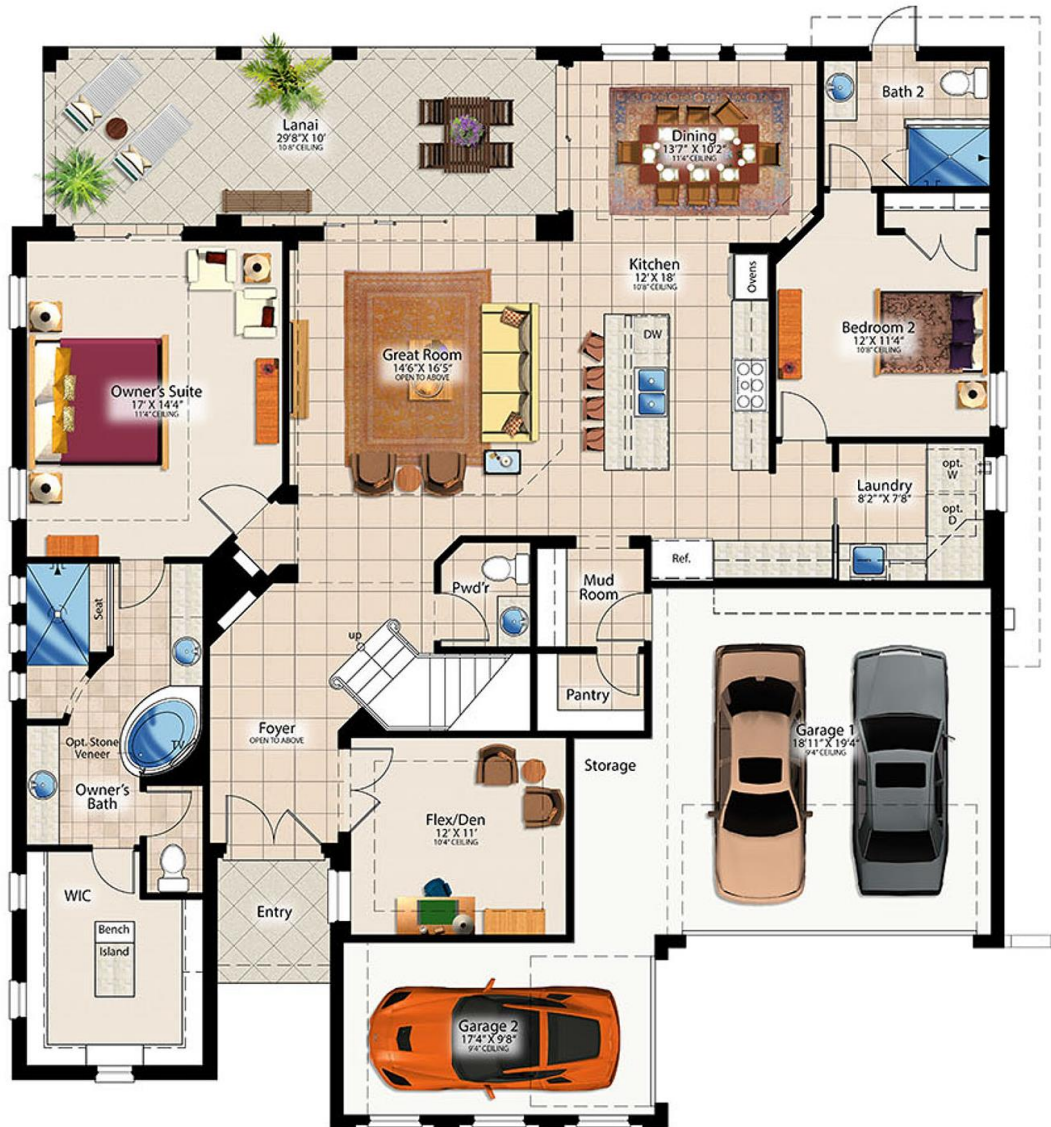 Bath 2
Lanai
29'8"X 10'
10'8" CEILING
Dining
13'7" X 10'2"
11'4" CEILING
Kitchen
12' X 18'
10'8" CEILING
Ovens
DW
Bedroom 2
12' X 11'4"
10'8" CEILING
Great Room
14'6"X 16'5"
OPEN TO ABOVE
Owner's Suite
17' X 14'4"
11'4" CEILING
Laundry
8'2" "X 7'8"
opt.
W
opt.
D
Ref.
Mud
Room
Pwd'r
Seat
up
Pantry
Foyer
OPEN TO ABOVE
Opt. Stone
Veneer
TV
Owner's
Bath
Storage
Garage 1
18'11" X 19'4"
9'4" CEILING
Flex/Den
12' X 11'
10'4" CEILING
WIC
Bench
Island
Entry
Garage 2
17'4" X 9'8"
9'4" CEILING